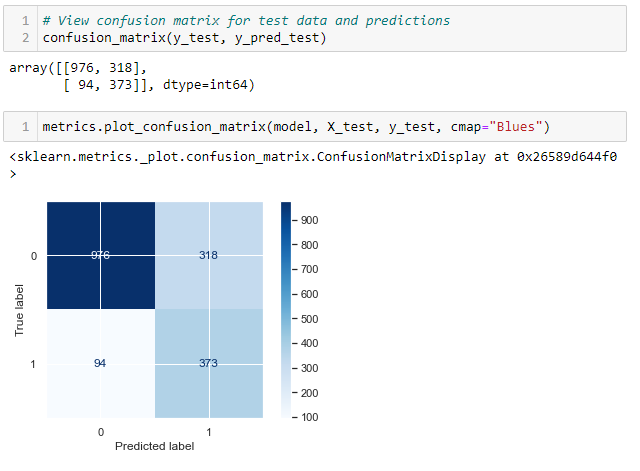 1 # View confusion matrix for test data and predictions
2 confusion_matrix(y_test, y_pred_test)
array([[976, 318],
[ 94, 373]], dtype=int64)
1 metrics.plot_confusion_matrix(model, X_test, y_test, cmap="Blues")
<sklearn.metrics._plot.confusion_matrix.ConfusionMatrixDisplay at 0x26589d644f0
>
900
800
700
600
500
400
300
200
100
True label
0
976 318
1
94 373
0 1
Predicted label